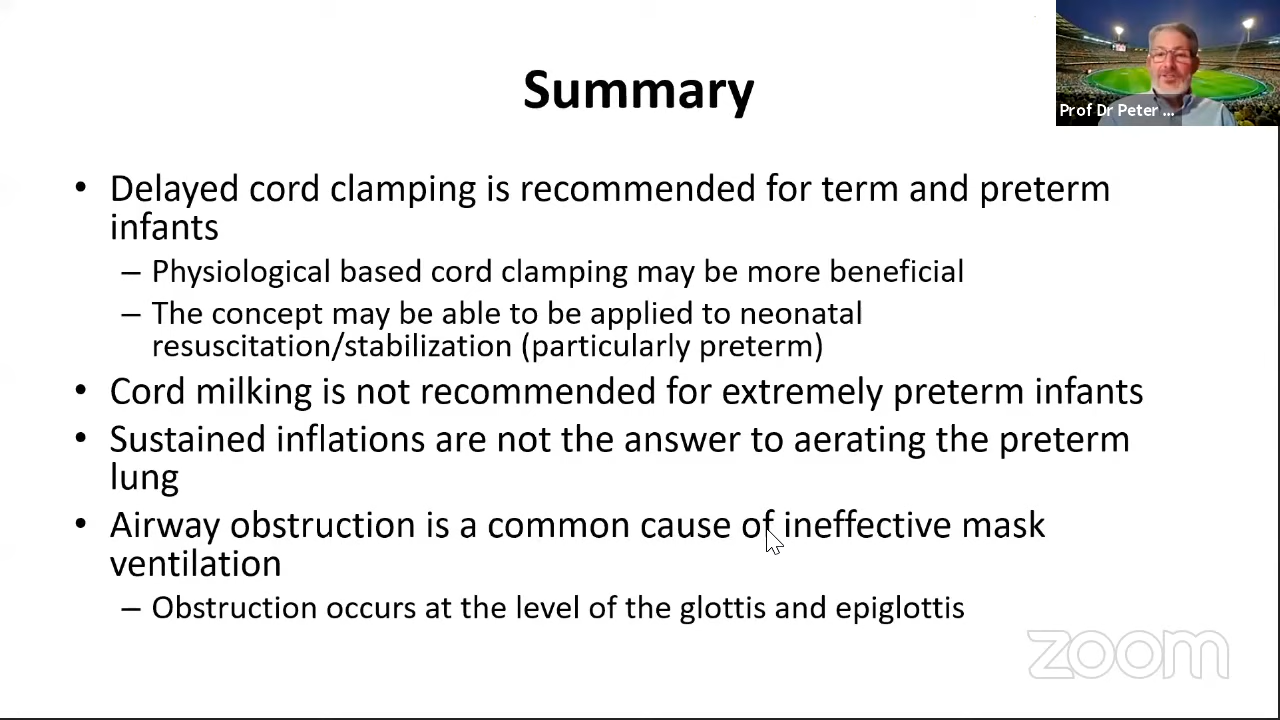 Summary
Prof Dr Peter ...
• Delayed cord clamping is recommended for term and preterm
infants
– Physiological based cord clamping may be more beneficial
– The concept may be able to be applied to neonatal
resuscitation/stabilization (particularly preterm)
• Cord milking is not recommended for extremely preterm infants
• Sustained inflations are not the answer to aerating the preterm
lung
• Airway obstruction is a common cause of ineffective mask
ventilation
– Obstruction occurs at the level of the glottis and epiglottis
zoom